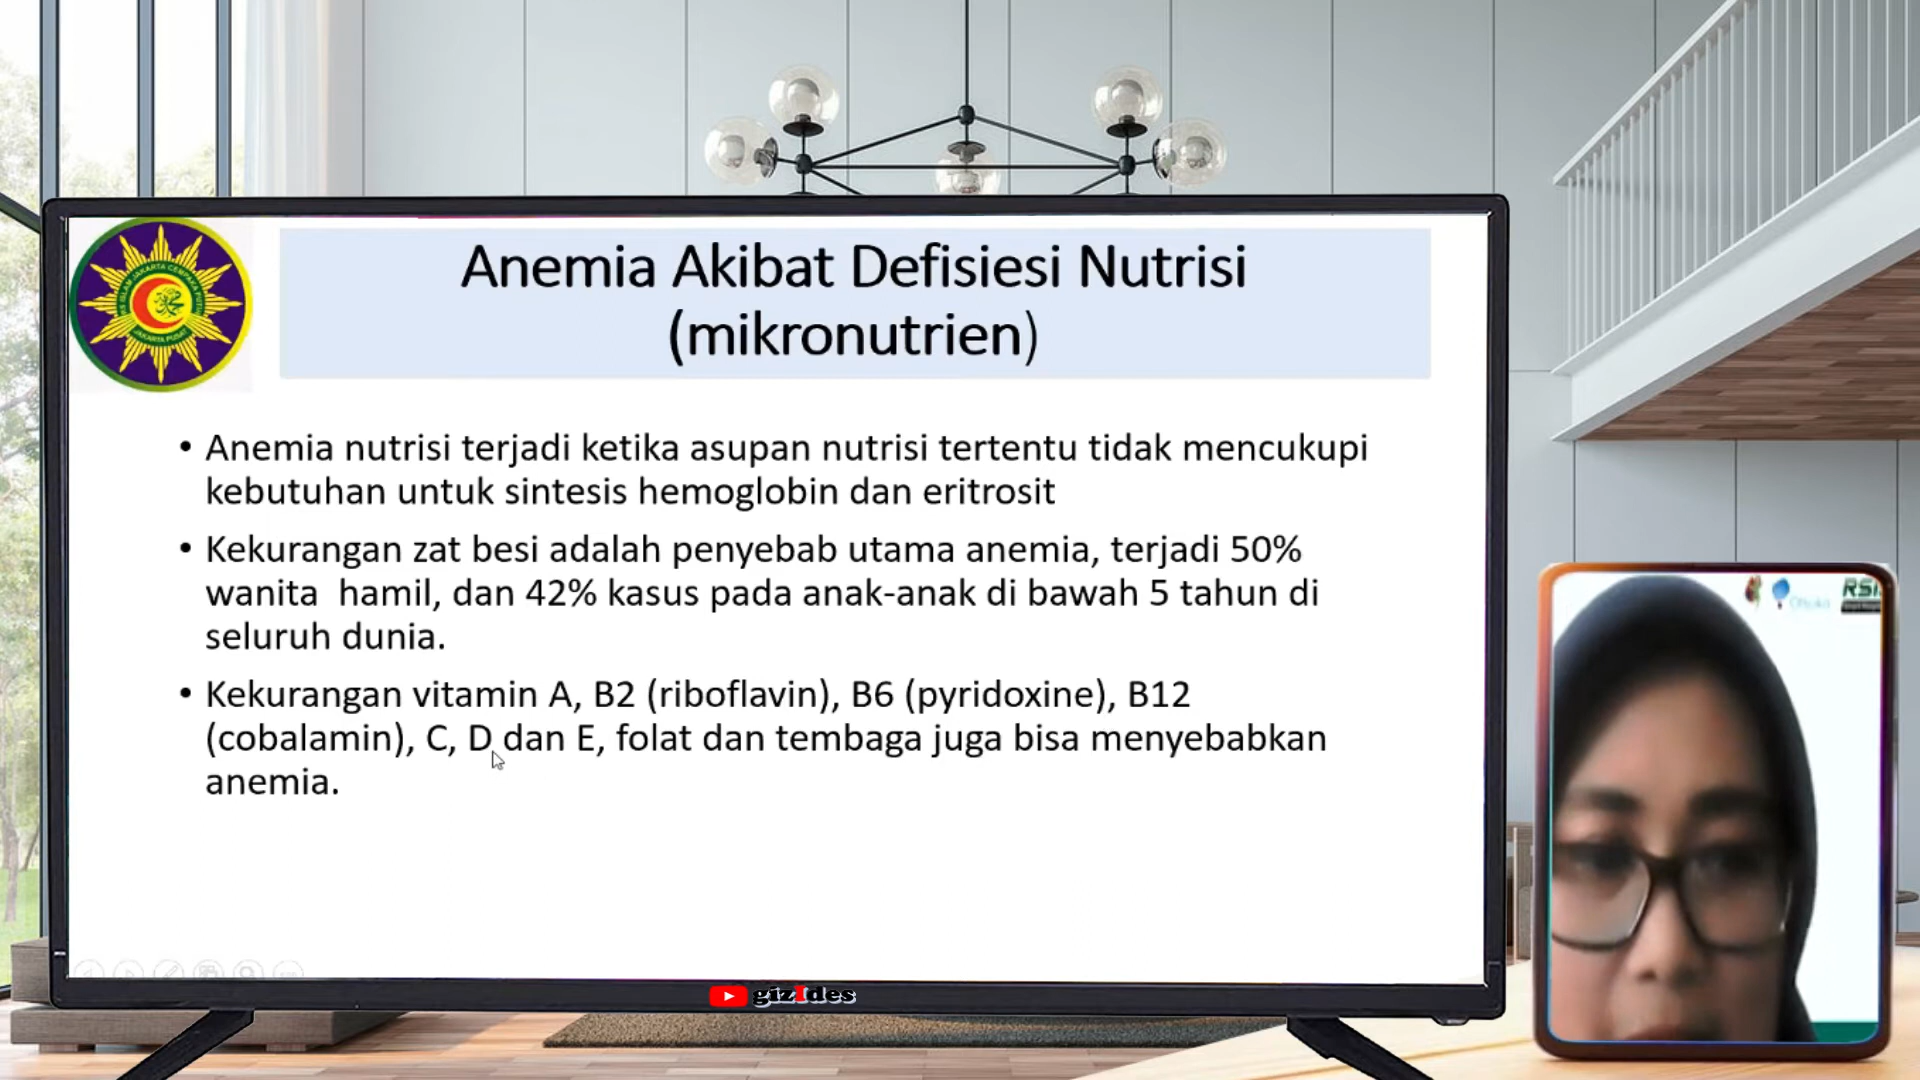 Anemia Akibat Defisiesi Nutrisi
(mikronutrien)
• Anemia nutrisi terjadi ketika asupan nutrisi tertentu tidak mencukupi
kebutuhan untuk sintesis hemoglobin dan eritrosit
• Kekurangan zat besi adalah penyebab utama anemia, terjadi 50%
wanita hamil, dan 42% kasus pada anak-anak di bawah 5 tahun di
seluruh dunia.
• Kekurangan vitamin A, B2 (riboflavin), B6 (pyridoxine), B12
(cobalamin), C, D dan E, folat dan tembaga juga bisa menyebabkan
anemia.
JAKARTA PUSAT
gizIdes